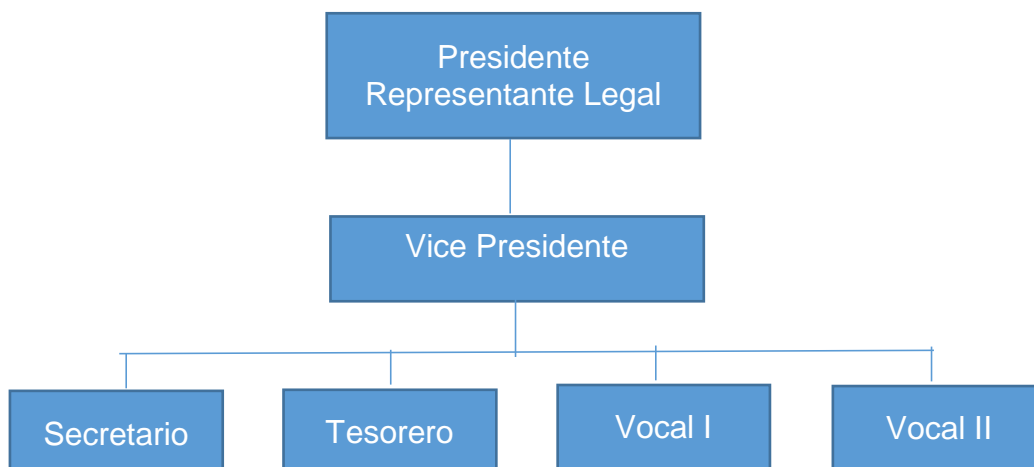 Presidente
Representante Legal
Vice Presidente
Secretario
Tesorero
Vocal I
Vocal II